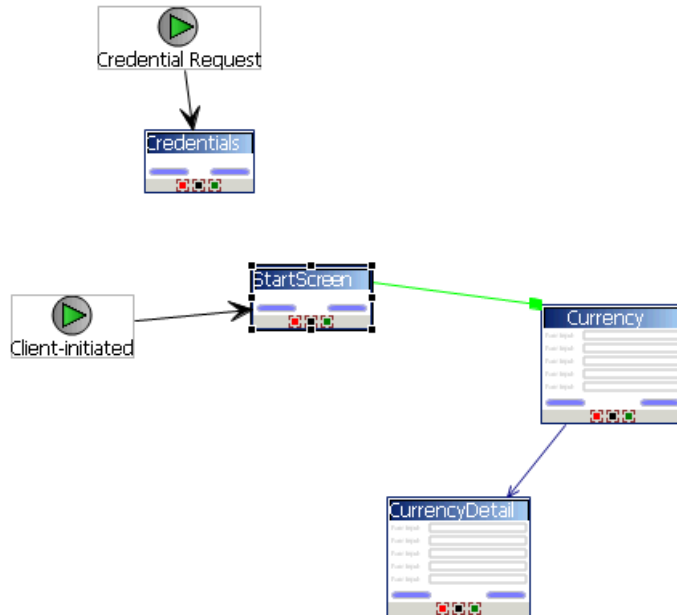 Credential Request
Credentials
StartScreen
Client-initiated
Currency
CurrencyDetail